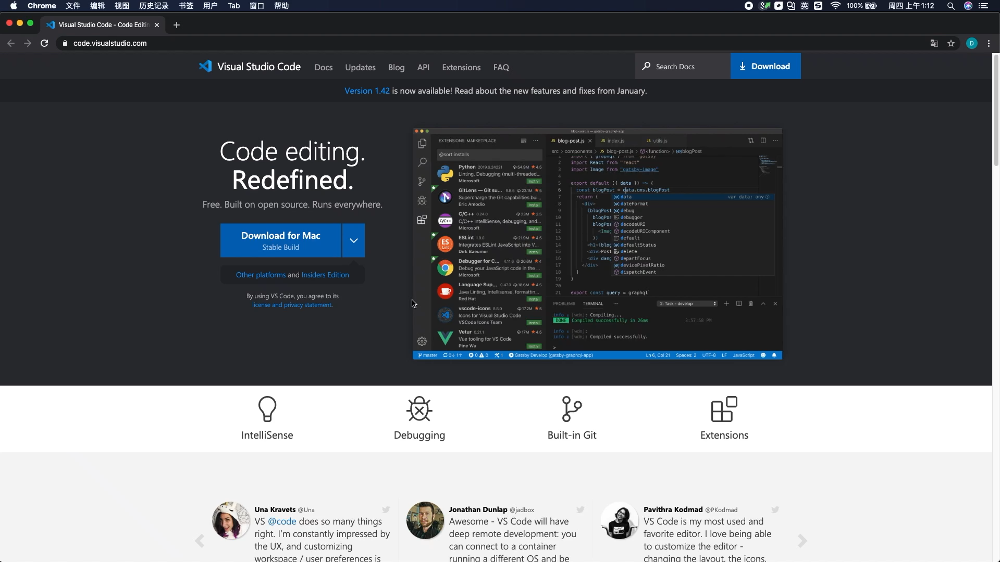 Chrome 文件 编辑 视图 历史记录 书签 用户 Tab 窗口 帮助 英 100% 周四 上午1:12
Visual Studio Code - Code Editin
code.visualstudio.com D
Visual Studio Code Docs Updates Blog API Extensions FAQ Search Docs Download
Version 1.42 is now available! Read about the new features and fixes from January.
Code editing.
Redefined.
Free. Built on open source. Runs everywhere.
Download for Mac
Stable Build
Other platforms and Insiders Edition
By using VS Code, you agree to its
license and privacy statement.
blog-post.js — gatsby-graphql-app
EXTENSIONS: MARKETPLACE
@sort:installs
Python 2019.6.24221 54.9M 4.5
Linting, Debugging (multi-threaded...
Microsoft Install
GitLens — Git su... 9.8.5 23.1M 5
Supercharge the Git capabilities bui...
Eric Amodio Install
C/C++ 0.24.0 23M 3.5
C/C++ IntelliSense, debugging, and...
Microsoft Install
ESLint 1.9.0 21.9M 4.5
Integrates ESLint JavaScript into V...
Dirk Baeumer Install
Debugger for C... 4.11.6 20.6M 4
Debug your JavaScript code in the ...
Microsoft Install
Language Sup... 0.47.0 18.6M 4.5
Java Linting, Intellisense, formattin...
Red Hat Install
vscode-icons 8.8.0 17.2M 5
Icons for Visual Studio Code
VSCode Icons Team Install
Vetur 0.21.1 17M 4.5
Vue tooling for VS Code
Pine Wu Install
JS blog-post.js JS index.js JS utils.js
src > components > JS blog-post.js > <function> > blogPost
1 import { graphql } from "gatsby"
2 import React from "react"
3 import Image from "gatsby-image"
4
5 export default ({ data }) => {
6 const blogPost = data.cms.blogPost
7 return ( data var data: any
8 <div> dateFormat
9 {blogPost debug
10 blogPos debugger
11 blogPos decodeURI
12 <Imag decodeURIComponent
13 )} default
14 <h1>{blog defaultStatus
15 <div>Post delete
16 <div dang departFocus
17 </div> devicePixelRatio
18 ) dispatchEvent
19 }
20
21 export const query = graphql`
PROBLEMS TERMINAL ... 2: Task - develop
info : [wdm]: Compiling...
DONE Compiled successfully in 26ms 3:57:58 PM
info : [wdm]:
info : [wdm]: Compiled successfully.
>
master 0↓ 1↑ 0 0 1 Gatsby Develop (gatsby-graphql-app) Ln 6, Col 21 Spaces: 2 UTF-8 LF JavaScript
IntelliSense
Debugging
Built-in Git
Extensions
Una Kravets @Una
VS @code does so many things
right. I'm constantly impressed by
the UX, and customizing
workspace / user preferences is
Jonathan Dunlap @jadbox
Awesome - VS Code will have
deep remote development: you
can connect to a container
running a different OS and be
Pavithra Kodmad @PKodmad
VS Code is my most used and
favorite editor. I love being able
to customize the editor -
changing the layout, the icons,